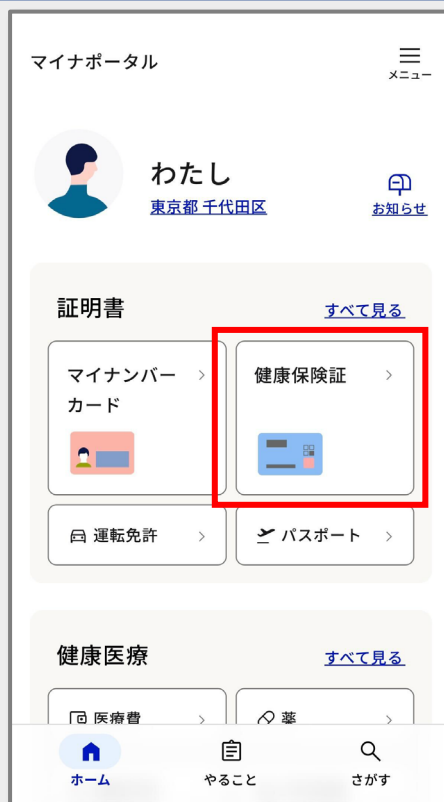 マイナポータル
メニュー
わたし
東京都 千代田区
お知らせ
証明書
すべて見る
マイナンバー
カード
健康保険証
運転免許
パスポート
健康医療
すべて見る
医療費
薬
ホーム
やること
さがす